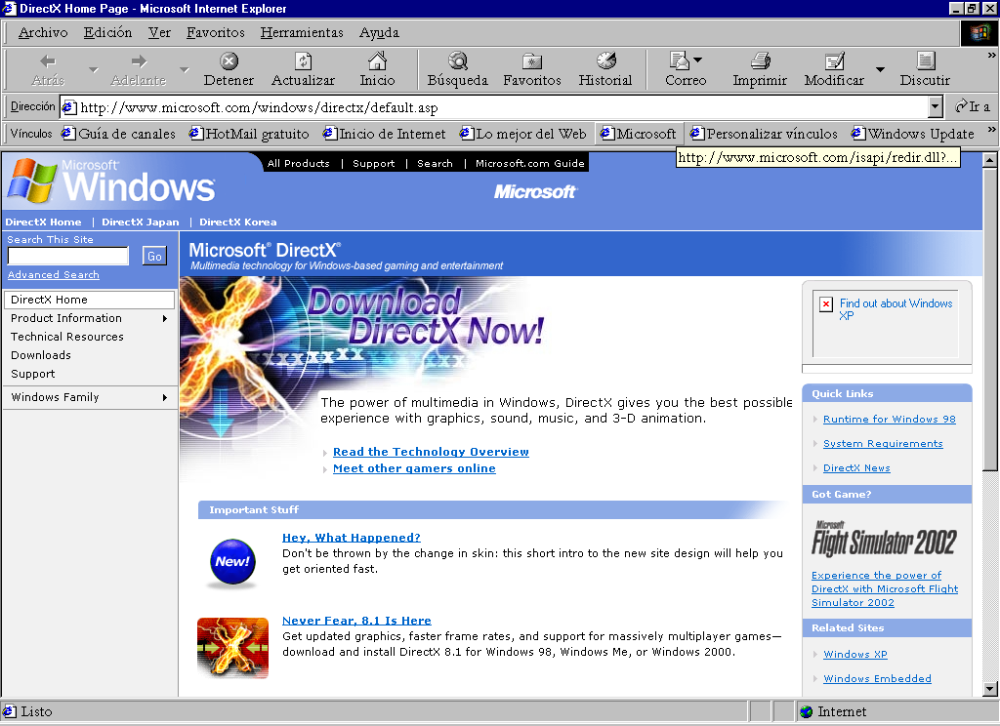 DirectX Home Page - Microsoft Internet Explorer
Archivo Edición Ver Favoritos Herramientas Ayuda
Atrás Adelante Detener Actualizar Inicio Búsqueda Favoritos Historial Correo Imprimir Modificar Discutir »
Dirección http://www.microsoft.com/windows/directx/default.asp Ir a
Vínculos Guía de canales HotMail gratuito Inicio de Internet Lo mejor del Web Microsoft Personalizar vínculos Windows Update »
http://www.microsoft.com/isapi/redir.dll?...
Microsoft
Windows
All Products | Support | Search | Microsoft.com Guide
Microsoft
DirectX Home | DirectX Japan | DirectX Korea
Search This Site
Go
Advanced Search
Microsoft® DirectX®
Multimedia technology for Windows-based gaming and entertainment
DirectX Home
Product Information
Technical Resources
Downloads
Support
Windows Family
Download
DirectX Now!
The power of multimedia in Windows, DirectX gives you the best possible
experience with graphics, sound, music, and 3-D animation.
Read the Technology Overview
Meet other gamers online
Important Stuff
New!
Hey, What Happened?
Don't be thrown by the change in skin: this short intro to the new site design will help you
get oriented fast.
Never Fear, 8.1 Is Here
Get updated graphics, faster frame rates, and support for massively multiplayer games—
download and install DirectX 8.1 for Windows 98, Windows Me, or Windows 2000.
Find out about Windows
XP
Quick Links
Runtime for Windows 98
System Requirements
DirectX News
Got Game?
Microsoft
Flight Simulator 2002
Experience the power of
DirectX with Microsoft Flight
Simulator 2002
Related Sites
Windows XP
Windows Embedded
Listo
Internet